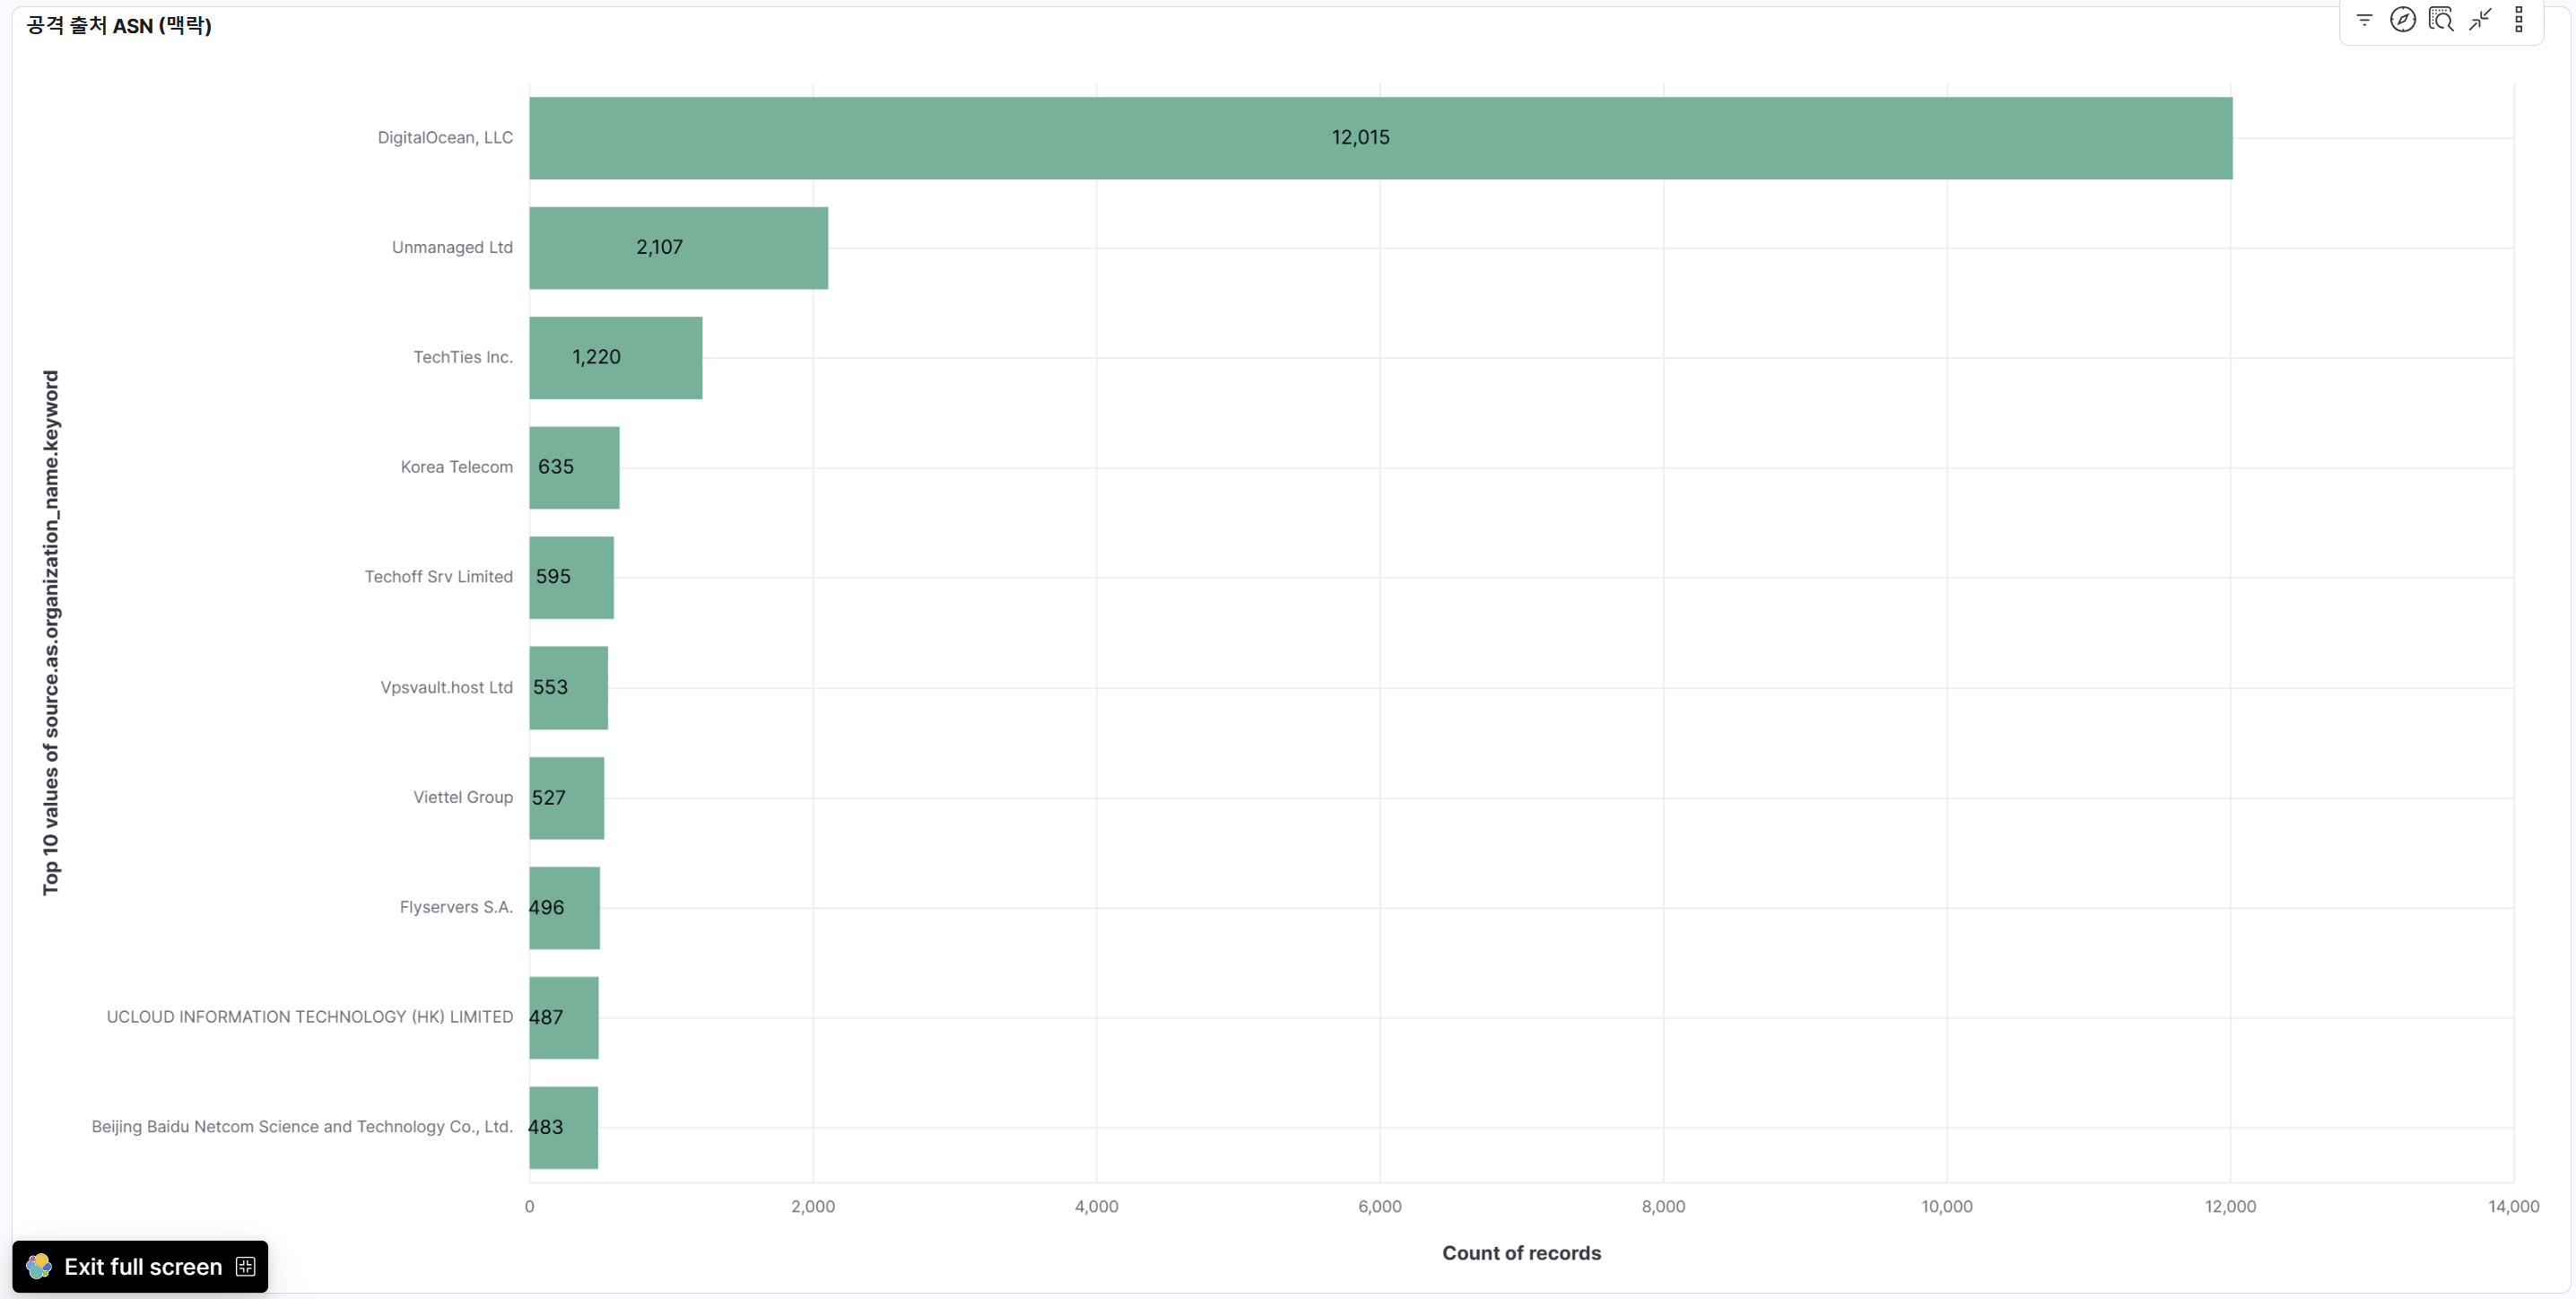 공격 출처 ASN (맥락)
Top 10 values of source.as.organization_name.keyword
DigitalOcean, LLC 12,015
Unmanaged Ltd 2,107
TechTies Inc. 1,220
Korea Telecom 635
Techoff Srv Limited 595
Vpsvault.host Ltd 553
Viettel Group 527
Flyservers S.A. 496
UCLOUD INFORMATION TECHNOLOGY (HK) LIMITED 487
Beijing Baidu Netcom Science and Technology Co., Ltd. 483
0 2,000 4,000 6,000 8,000 10,000 12,000 14,000
Count of records
Exit full screen